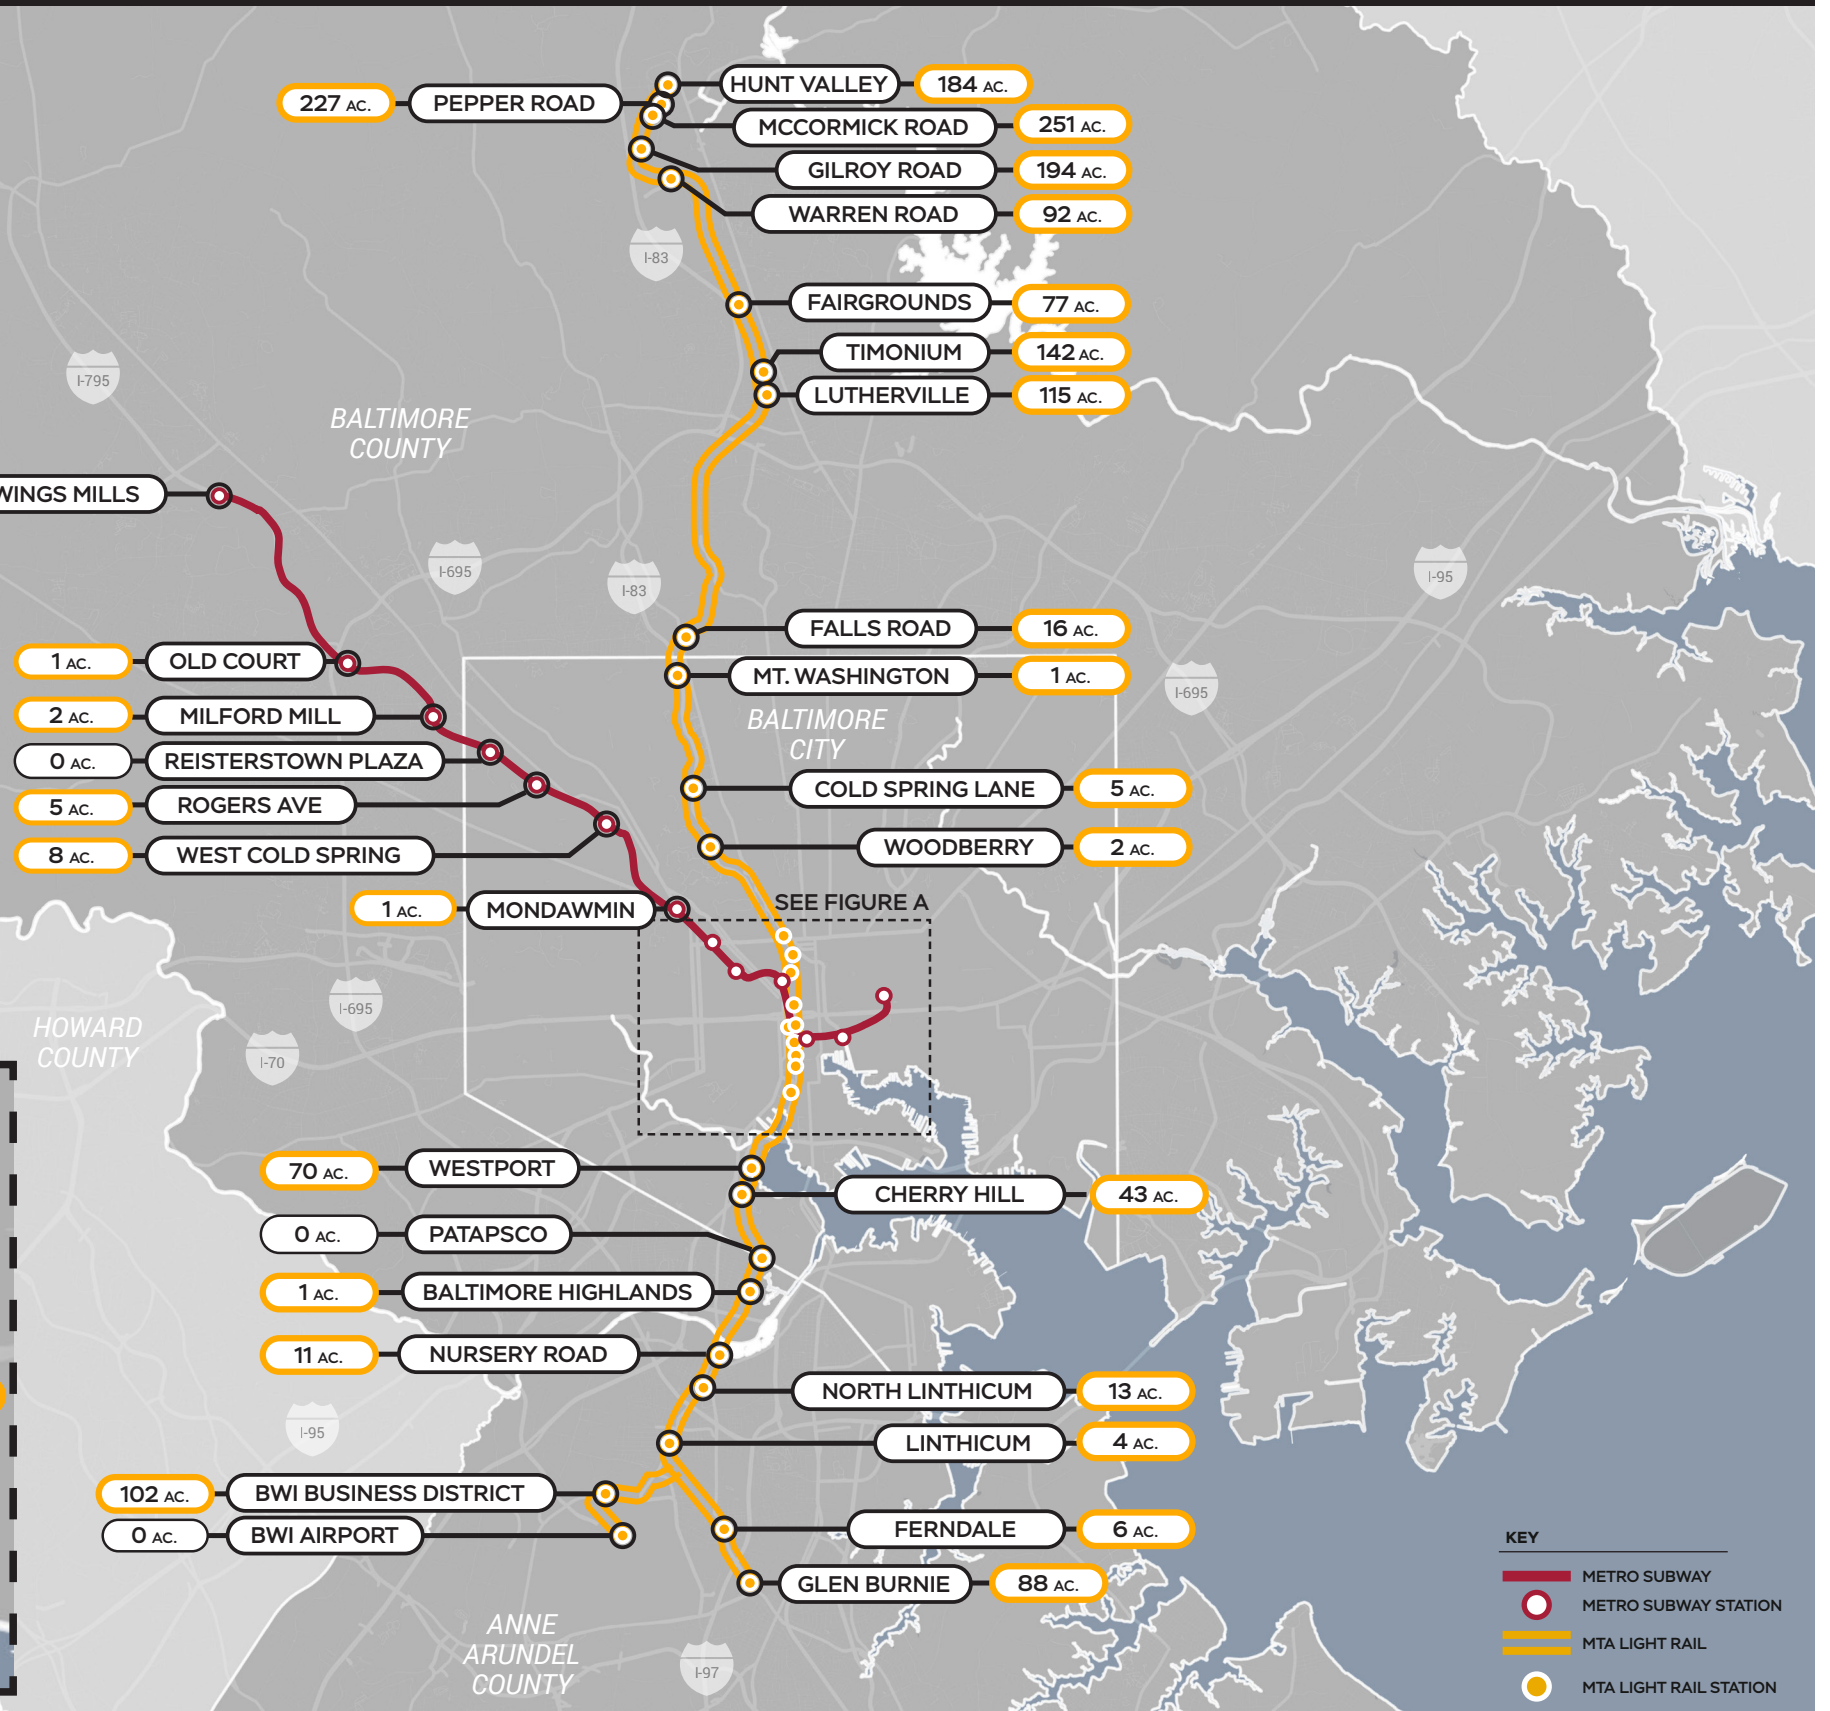 HUNT VALLEY 184 AC.
227 AC. PEPPER ROAD
MCCORMICK ROAD 251 AC.
GILROY ROAD 194 AC.
WARREN ROAD 92 AC.
I-83
FAIRGROUNDS 77 AC.
TIMONIUM 142 AC.
I-795
LUTHERVILLE 115 AC.
BALTIMORE
COUNTY
WINGS MILLS
I-695
I-83
I-95
FALLS ROAD 16 AC.
1 AC. OLD COURT
MT. WASHINGTON 1 AC.
I-695
2 AC. MILFORD MILL
BALTIMORE
CITY
0 AC. REISTERSTOWN PLAZA
COLD SPRING LANE 5 AC.
5 AC. ROGERS AVE
WOODBERRY 2 AC.
8 AC. WEST COLD SPRING
SEE FIGURE A
1 AC. MONDAWMIN
I-695
HOWARD
COUNTY
I-70
70 AC. WESTPORT
CHERRY HILL 43 AC.
0 AC. PATAPSCO
1 AC. BALTIMORE HIGHLANDS
11 AC. NURSERY ROAD
NORTH LINTHICUM 13 AC.
I-95
LINTHICUM 4 AC.
102 AC. BWI BUSINESS DISTRICT
FERNDALE 6 AC.
0 AC. BWI AIRPORT
GLEN BURNIE 88 AC.
ANNE
ARUNDEL
COUNTY
I-97
KEY
METRO SUBWAY
METRO SUBWAY STATION
MTA LIGHT RAIL
MTA LIGHT RAIL STATION